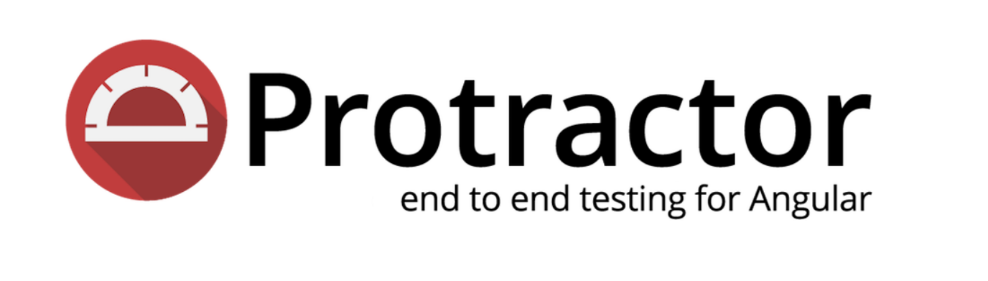 Protractor
end to end testing for Angular